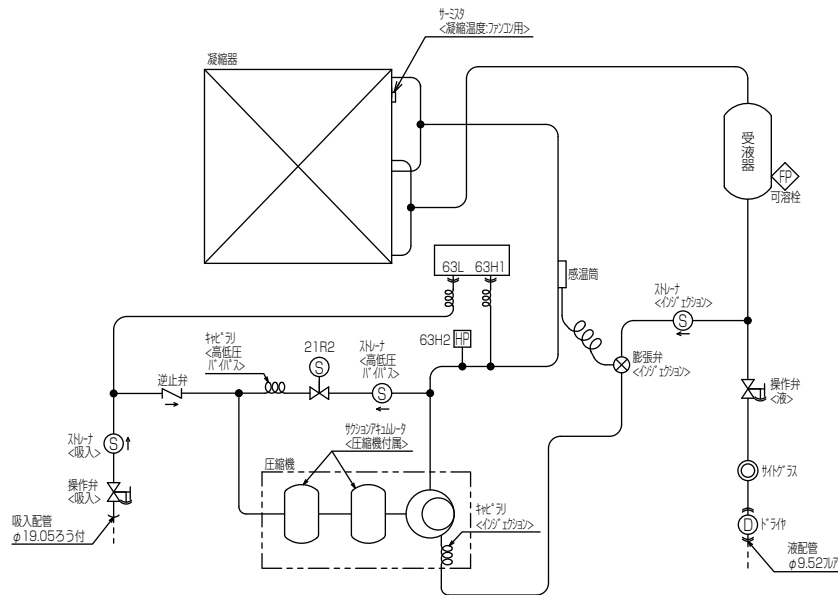 サーミスタ
<凝縮温度:ファンコン用>
凝縮器
受液器
FP
可溶栓
63L
63H1
感温筒
ストレーナ
<インジェクション>
S
63H2
HP
キャピラリ
<高低圧
バイパス>
21R2
S
ストレーナ
<高低圧
バイパス>
S
逆止弁
膨張弁
<インジェクション>
操作弁
<液>
ストレーナ
<吸入>
S
サクションアキュムレータ
<圧縮機付属>
圧縮機
サイトグラス
操作弁
<吸入>
キャピラリ
<インジェクション>
吸入配管
φ19.05ろう付
D
ドライヤ
液配管
φ9.52フレア